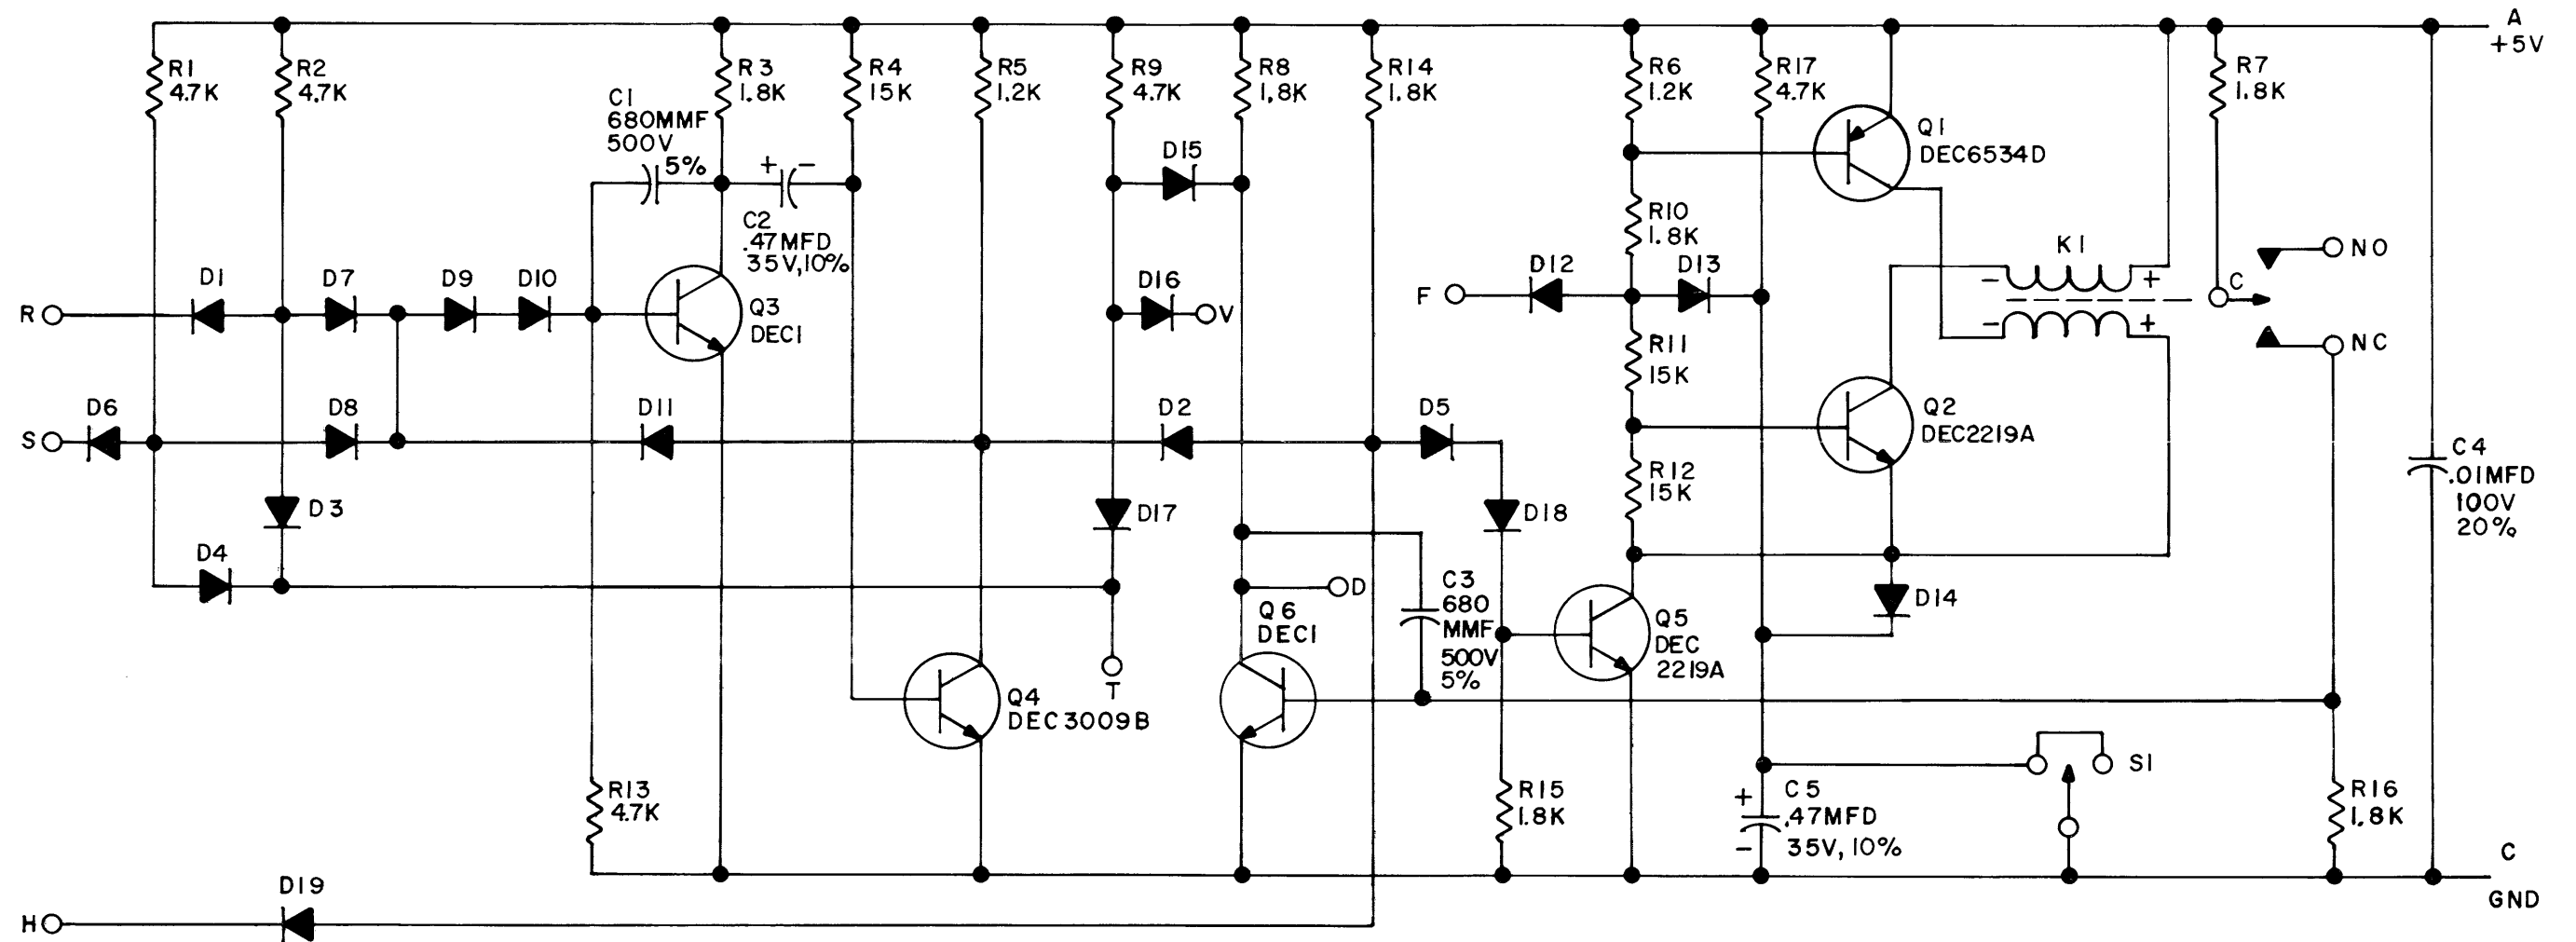 A
+5V
R1
4.7K
R2
4.7K
R3
1.8K
R4
15K
R5
1.2K
R9
4.7K
R8
1.8K
R14
1.8K
R6
1.2K
R17
4.7K
R7
1.8K
C1
680MMF
500V
5%
+ -
C2
.47MFD
35V,10%
D15
Q1
DEC6534D
R10
1.8K
K1
NO
R
D1
D7
D9
D10
Q3
DEC1
D16
V
F
D12
D13
- +
C
- +
NC
R11
15K
S
D6
D8
D11
D2
D5
Q2
DEC2219A
C4
.01MFD
100V
20%
R12
15K
D3
D17
D18
D4
D
C3
680
MMF
500V
5%
D14
Q6
DEC1
Q5
DEC
2219A
T
Q4
DEC3009B
S1
R13
4.7K
R15
1.8K
+
-
C5
.47MFD
35V,10%
R16
1.8K
C
GND
D19
H